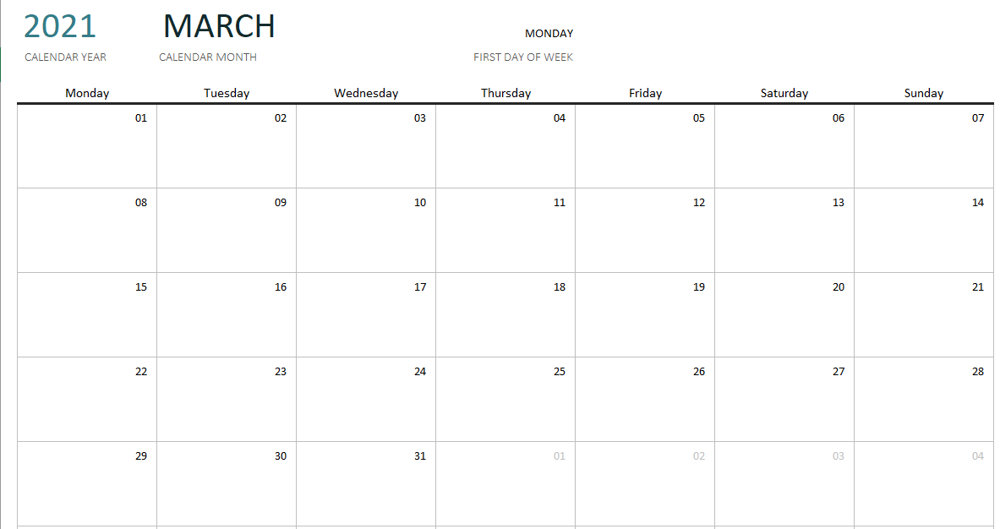 2021 MARCH MONDAY
CALENDAR YEAR CALENDAR MONTH FIRST DAY OF WEEK
Monday Tuesday Wednesday Thursday Friday Saturday Sunday
01 02 03 04 05 06 07
08 09 10 11 12 13 14
15 16 17 18 19 20 21
22 23 24 25 26 27 28
29 30 31 01 02 03 04